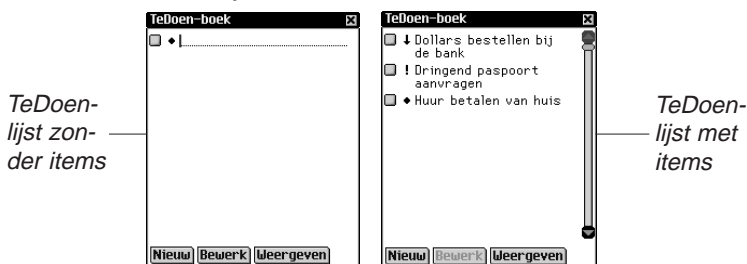 TeDoen-boek
Nieuw Bewerk Weergeven
TeDoen-
lijst zon-
der items
TeDoen-boek
Dollars bestellen bij
de bank
! Dringend paspoort
aanvragen
Huur betalen van huis
Nieuw Bewerk Weergeven
TeDoen-
lijst met
items